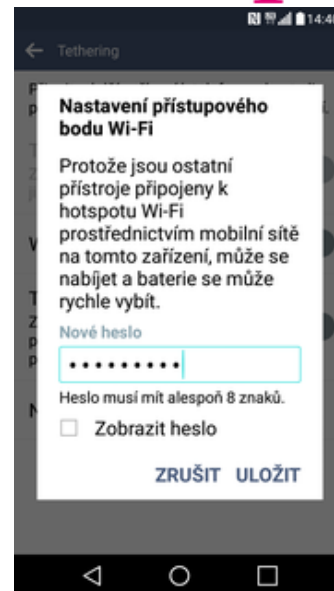 14:40
Tethering
Nastavení přístupového
bodu Wi-Fi
Protože jsou ostatní
přístroje připojeny k
hotspotu Wi-Fi
prostřednictvím mobilní sítě
na tomto zařízení, může se
nabíjet a baterie se může
rychle vybít.
Nové heslo
•••••••••
Heslo musí mít alespoň 8 znaků.
Zobrazit heslo
ZRUŠIT ULOŽIT